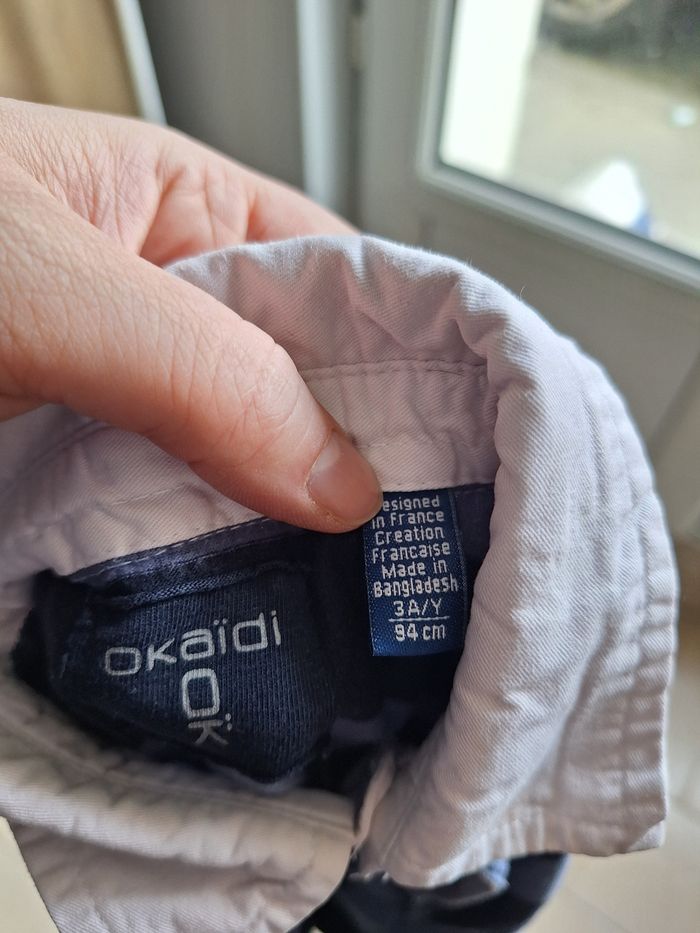 esigned
in France
Creation
Francaise
Made in
Bangladesh
3A/Y
94 cm
okaïdi
OK